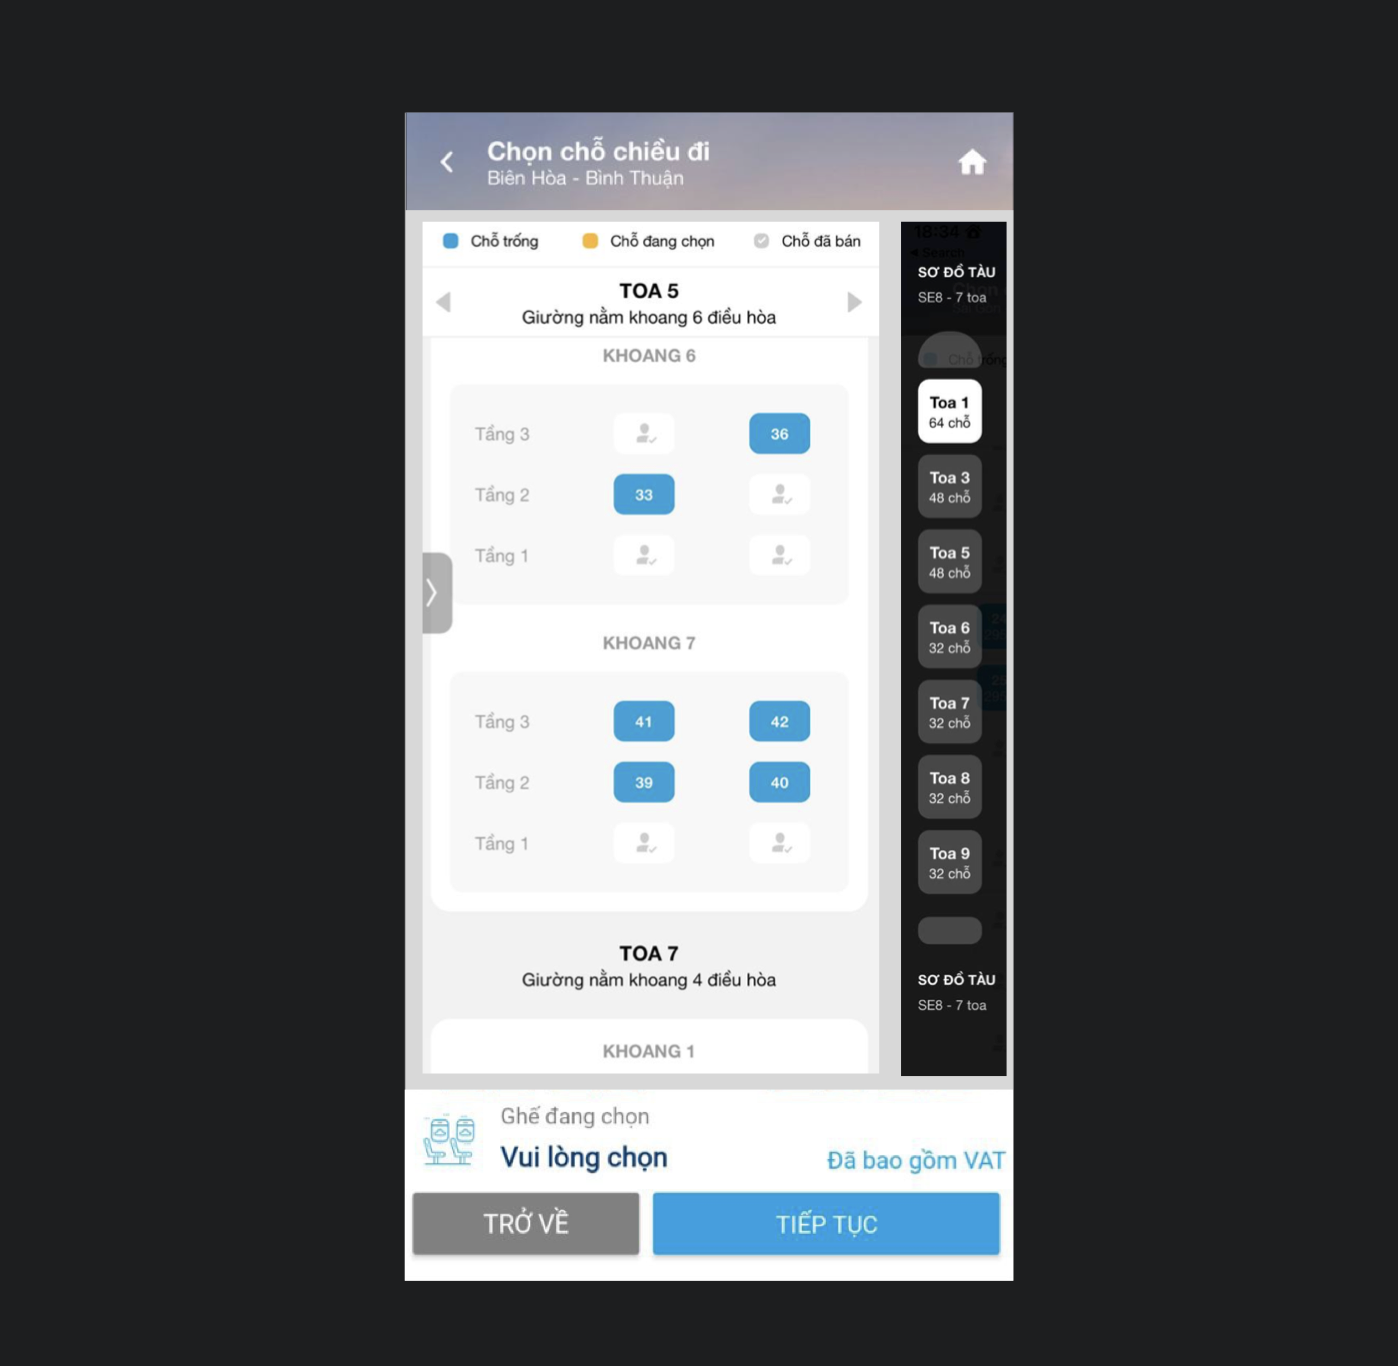 Chọn chỗ chiều đi
Biên Hòa - Bình Thuận
Chỗ trống
Chỗ đang chọn
Chỗ đã bán
TOA 5
Giường nằm khoang 6 điều hòa
KHOANG 6
Tầng 3
36
Tầng 2
33
Tầng 1
KHOANG 7
Tầng 3
41
42
Tầng 2
39
40
Tầng 1
TOA 7
Giường nằm khoang 4 điều hòa
KHOANG 1
18:34
Search
SƠ ĐỒ TÀU
SE8 - 7 toa
Chỗ trống
Toa 1
64 chỗ
Toa 3
48 chỗ
Toa 5
48 chỗ
Toa 6
32 chỗ
Toa 7
32 chỗ
Toa 8
32 chỗ
Toa 9
32 chỗ
SƠ ĐỒ TÀU
SE8 - 7 toa
Ghế đang chọn
Vui lòng chọn
Đã bao gồm VAT
TRỞ VỀ
TIẾP TỤC